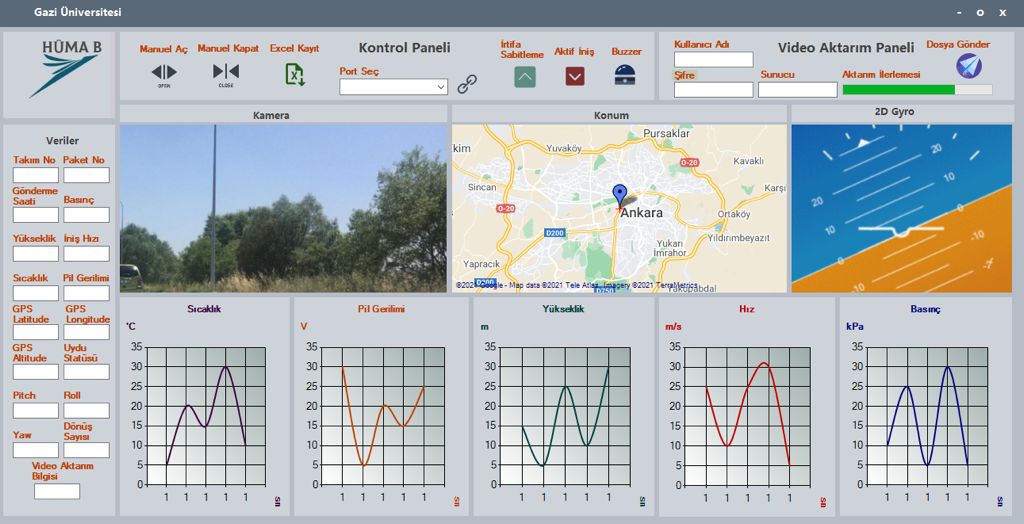 Gazi Üniversitesi
- o x
HÜMA B
Manuel Aç
OPEN
Manuel Kapat
CLOSE
Excel Kayıt
Kontrol Paneli
Port Seç
İrtifa
Sabitleme
Aktif İniş
Buzzer
Kullanıcı Adı
Şifre
Sunucu
Video Aktarım Paneli
Aktarım İlerlemesi
Dosya Gönder
Veriler
Takım No Paket No
Gönderme
Saati
Basınç
Yükseklik İniş Hızı
Sıcaklık Pil Gerilimi
GPS
Latitude
GPS
Longitude
GPS
Altitude
Uydu
Statüsü
Pitch Roll
Yaw
Dönüş
Sayısı
Video Aktarım
Bilgisi
Kamera
Konum
kim
Yuvaköy
Pursaklar
O-20
Kavaklı
Sincan
O-20
Karşı
Ankara
Ortaköy
D200
Yıldırımbeyazıt
Yukarı
İmrahor
Yapracık
D200
D750
Yakupabdal
©2021 Google - Map data ©2021 Tele Atlas, Imagery ©2021 TerraMetrics
2D Gyro
20
10
20
10
10
-10
-10
Sıcaklık
°C
35
30
25
20
15
10
5
0
1 1 1 1 1
sn
Pil Gerilimi
V
35
30
25
20
15
10
5
0
1 1 1 1 1
sn
Yükseklik
m
35
30
25
20
15
10
5
0
1 1 1 1 1
sn
Hız
m/s
35
30
25
20
15
10
5
0
1 1 1 1 1
sn
Basınç
kPa
35
30
25
20
15
10
5
0
1 1 1 1 1
sn